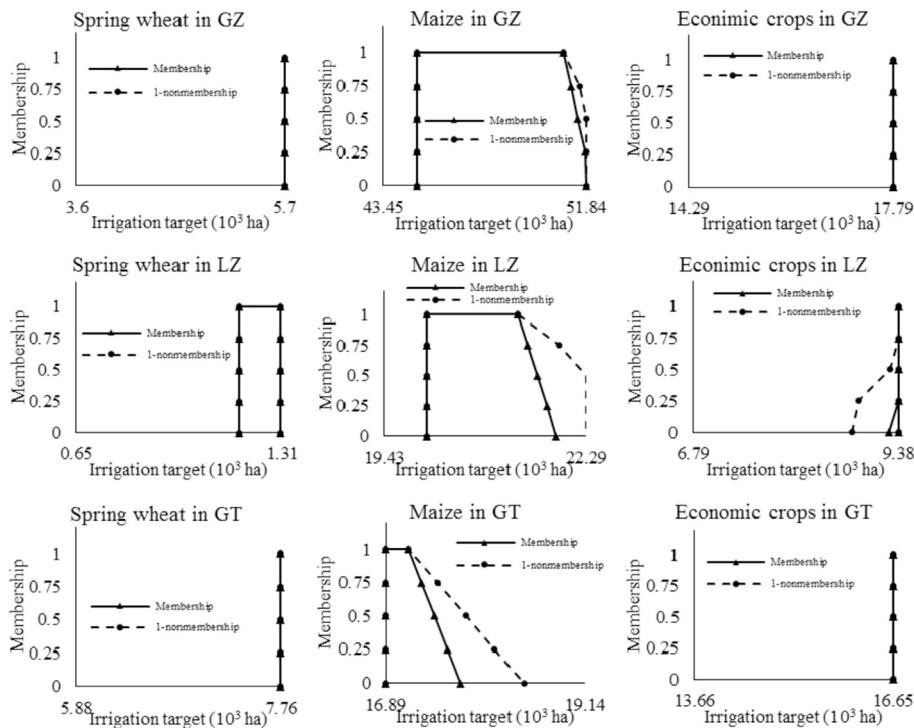 Spring wheat in GZ
Membership
1
0.75
0.5
0.25
0
Membership
1-nonmembership
3.6
5.7
Irrigation target (10³ ha)
Maize in GZ
Membership
1
0.75
0.5
0.25
0
Membership
1-nonmembership
43.45
51.84
Irrigation target (10³ ha)
Econimic crops in GZ
Membership
1
0.75
0.5
0.25
0
Membership
1-nonmembership
14.29
17.79
Irrigation target (10³ ha)
Spring whear in LZ
Membership
1
0.75
0.5
0.25
0
Membership
1-nonmembership
0.65
1.31
Irrigation target (10³ ha)
Maize in LZ
Membership
1
0.75
0.5
0.25
0
Membership
1-nonmembership
19.43
22.29
Irrigation target (10³ ha)
Econimic crops in LZ
Membership
1
0.75
0.5
0.25
0
Membership
1-nonmembership
6.79
9.38
Irrigation target (10³ ha)
Spring wheat in GT
Membership
1
0.75
0.5
0.25
0
Membership
1-nonmembership
5.88
7.76
Irrigation target (10³ ha)
Maize in GT
Membership
1
0.75
0.5
0.25
0
Membership
1-nonmembership
16.89
19.14
Irrigation target (10³ ha)
Economic crops in GT
Membership
1
0.75
0.5
0.25
0
Membership
1-nonmembership
13.66
16.65
Irrigation target (10³ ha)